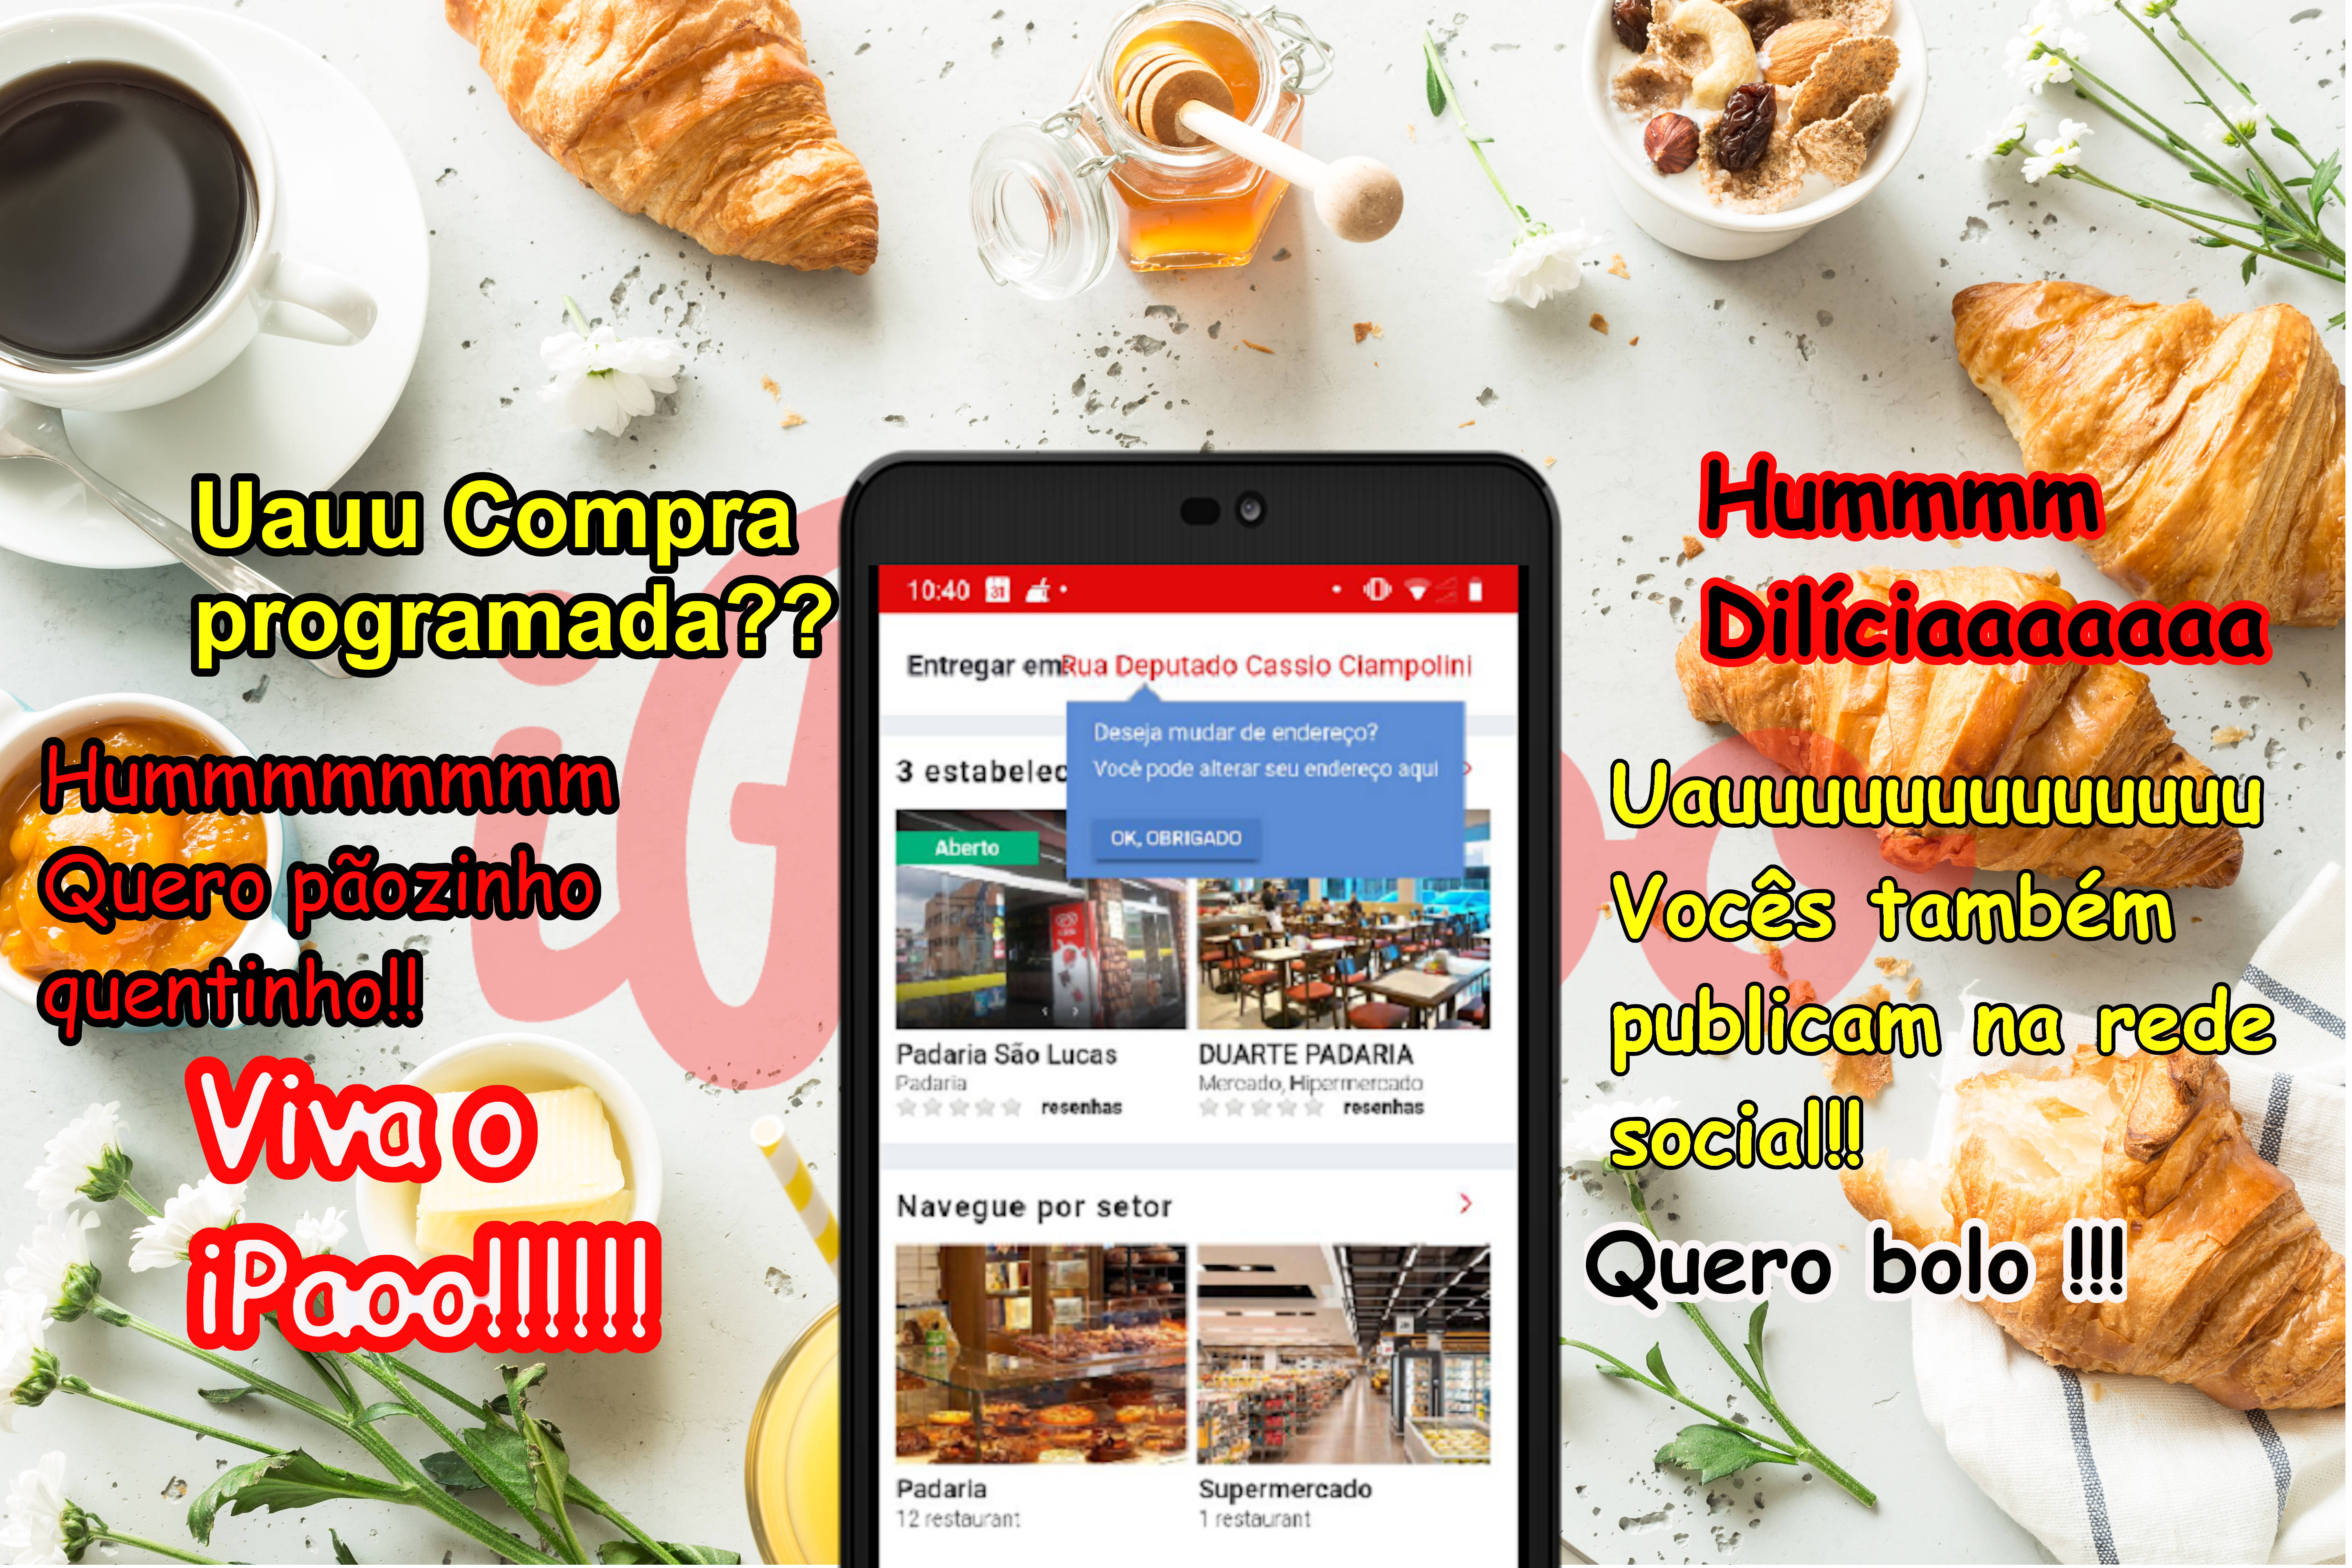 Uauu Compra
programada??
Hummmmmmmm
Quero pãozinho
quentinho!!
Viva o
iPaoo!!!!!!
10:40
31
Entregar em:Rua Deputado Cassio Ciampolini
Deseja mudar de endereço?
Você pode alterar seu endereço aqui
OK, OBRIGADO
3 estabelec
Aberto
Padaria São Lucas
Padaria
resenhas
DUARTE PADARIA
Mercado, Hipermercado
resenhas
Navegue por setor
Padaria
12 restaurant
Supermercado
1 restaurant
Hummmm
Dilíciaaaaaaa
Uauuuuuuuuuuuuuu
Vocês também
publicam na rede
social!!
Quero bolo !!!